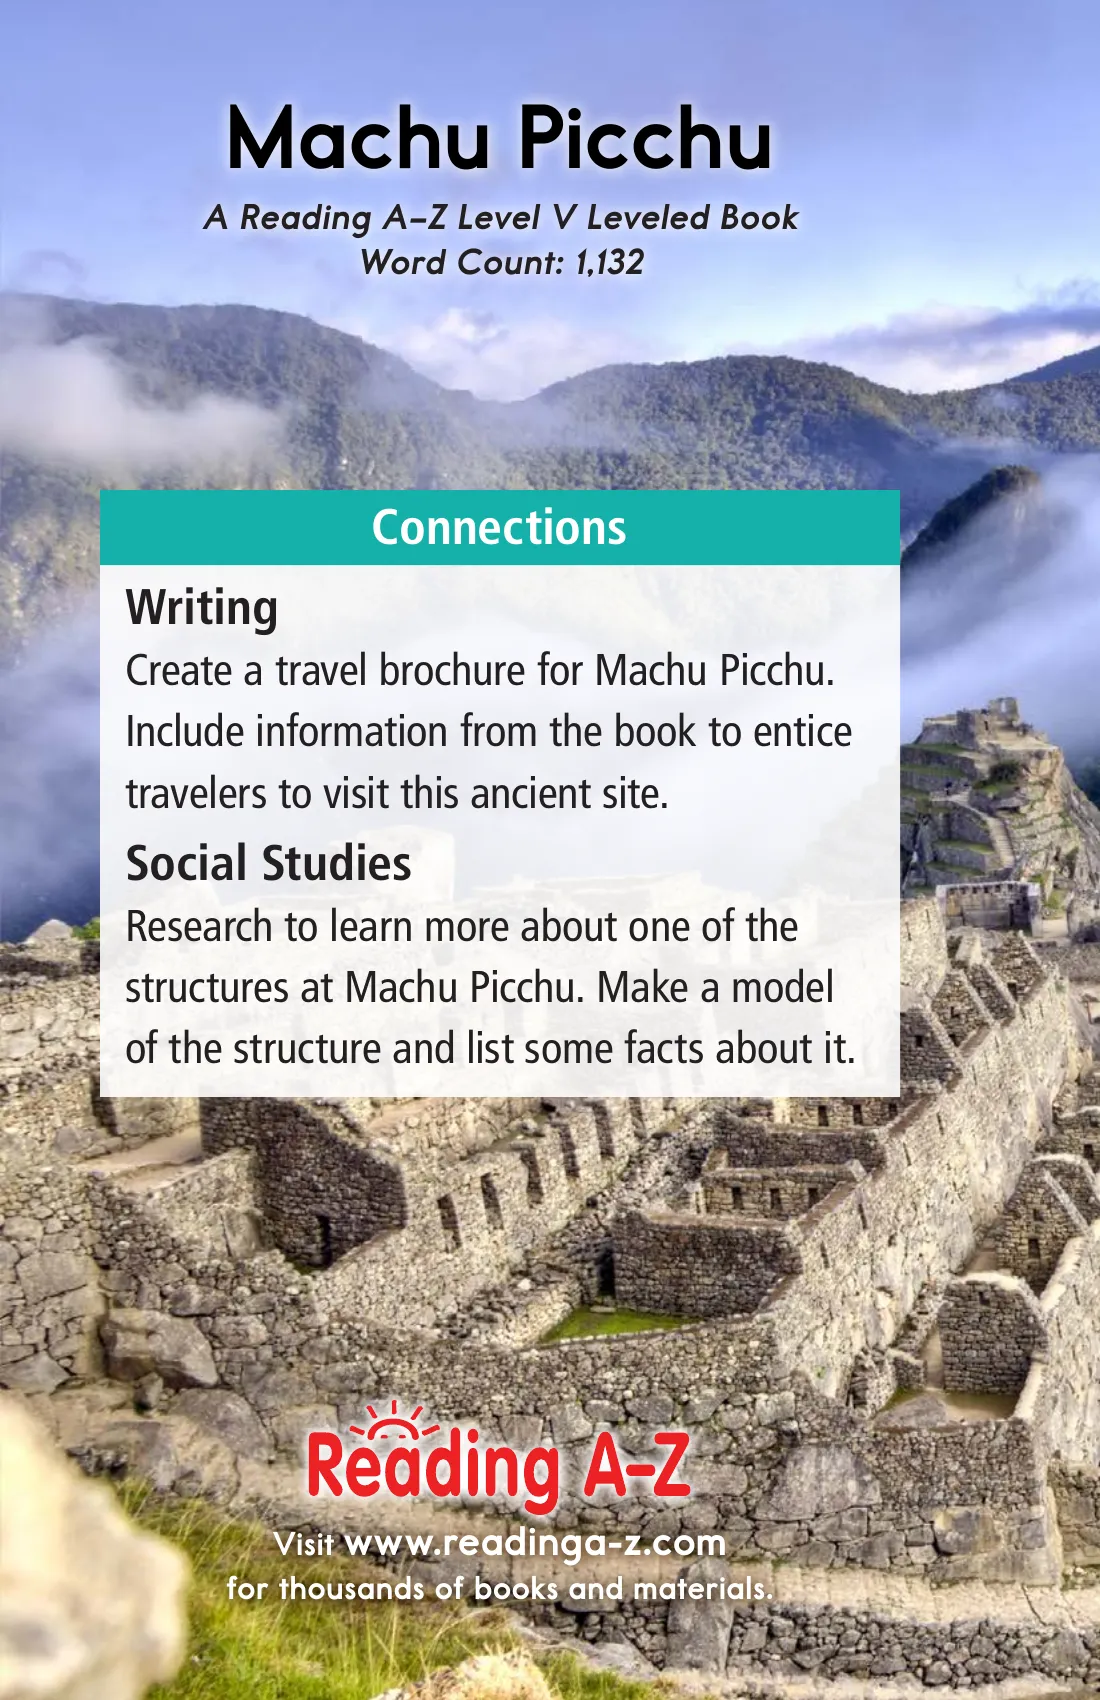 Machu Picchu
A Reading A–Z Level V Leveled Book
Word Count: 1,132
Connections
Writing
Create a travel brochure for Machu Picchu.
Include information from the book to entice
travelers to visit this ancient site.
Social Studies
Research to learn more about one of the
structures at Machu Picchu. Make a model
of the structure and list some facts about it.
Reading A–Z
Visit www.readinga-z.com
for thousands of books and materials.